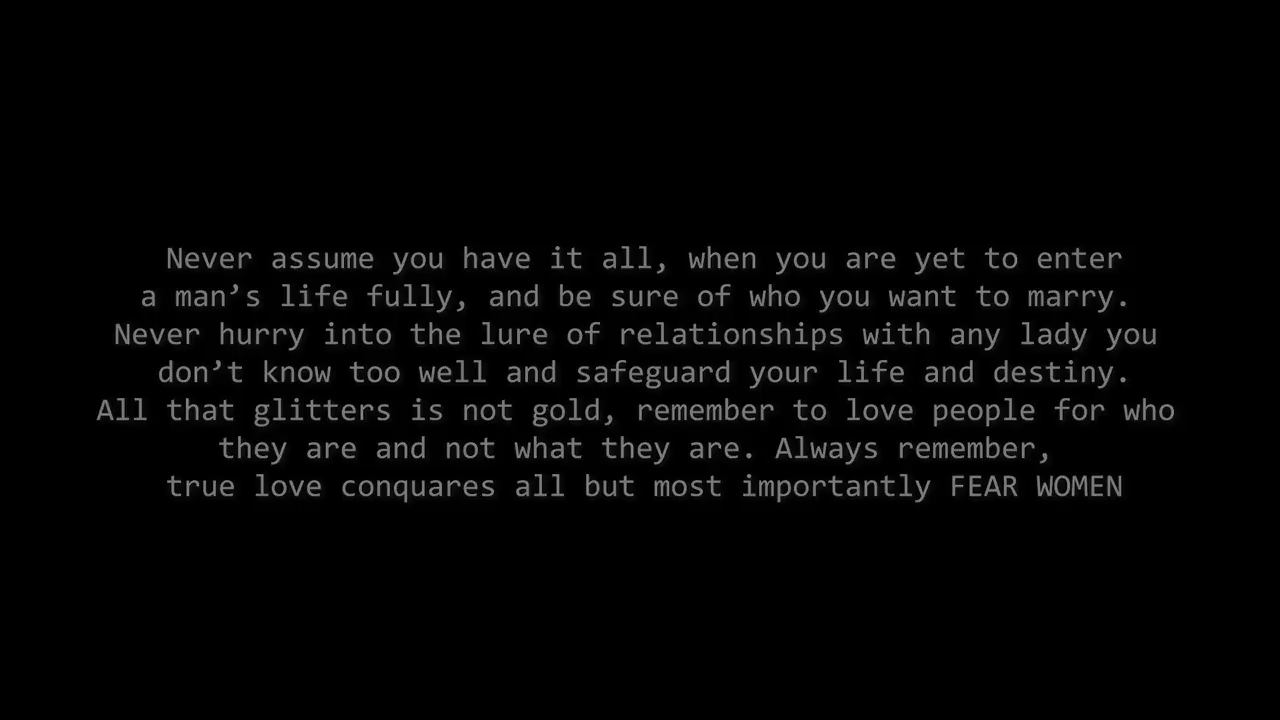 Never assume you have it all, when you are yet to enter
a man’s life fully, and be sure of who you want to marry.
Never hurry into the lure of relationships with any lady you
don’t know too well and safeguard your life and destiny.
All that glitters is not gold, remember to love people for who
they are and not what they are. Always remember,
true love conquares all but most importantly FEAR WOMEN